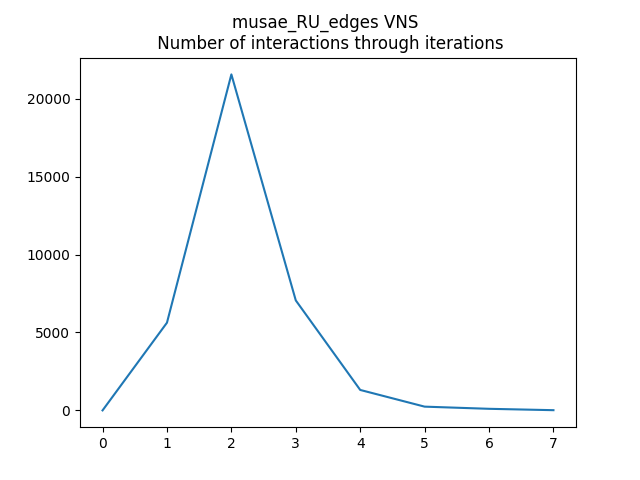 musae_RU_edges VNS
Number of interactions through iterations
20000
15000
10000
5000
0
0 1 2 3 4 5 6 7